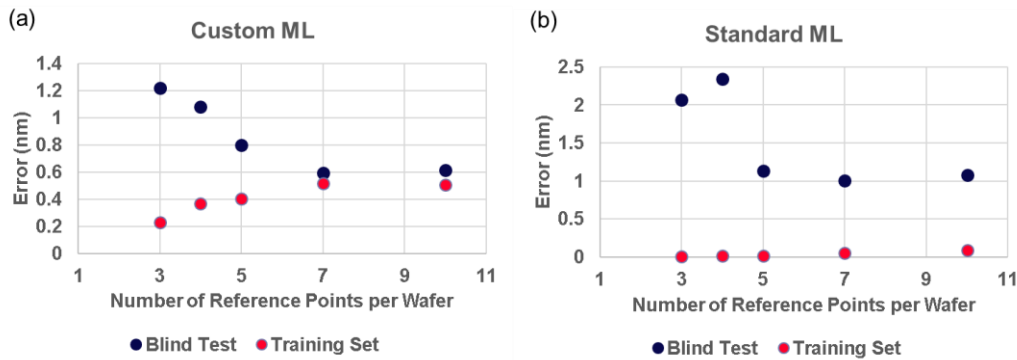 (a)
Custom ML
1.4
1.2
1
0.8
0.6
0.4
0.2
0
Error (nm)
1 3 5 7 9 11
Number of Reference Points per Wafer
Blind Test Training Set
(b)
Standard ML
2.5
2
1.5
1
0.5
0
Error (nm)
1 3 5 7 9 11
Number of Reference Points per Wafer
Blind Test Training Set